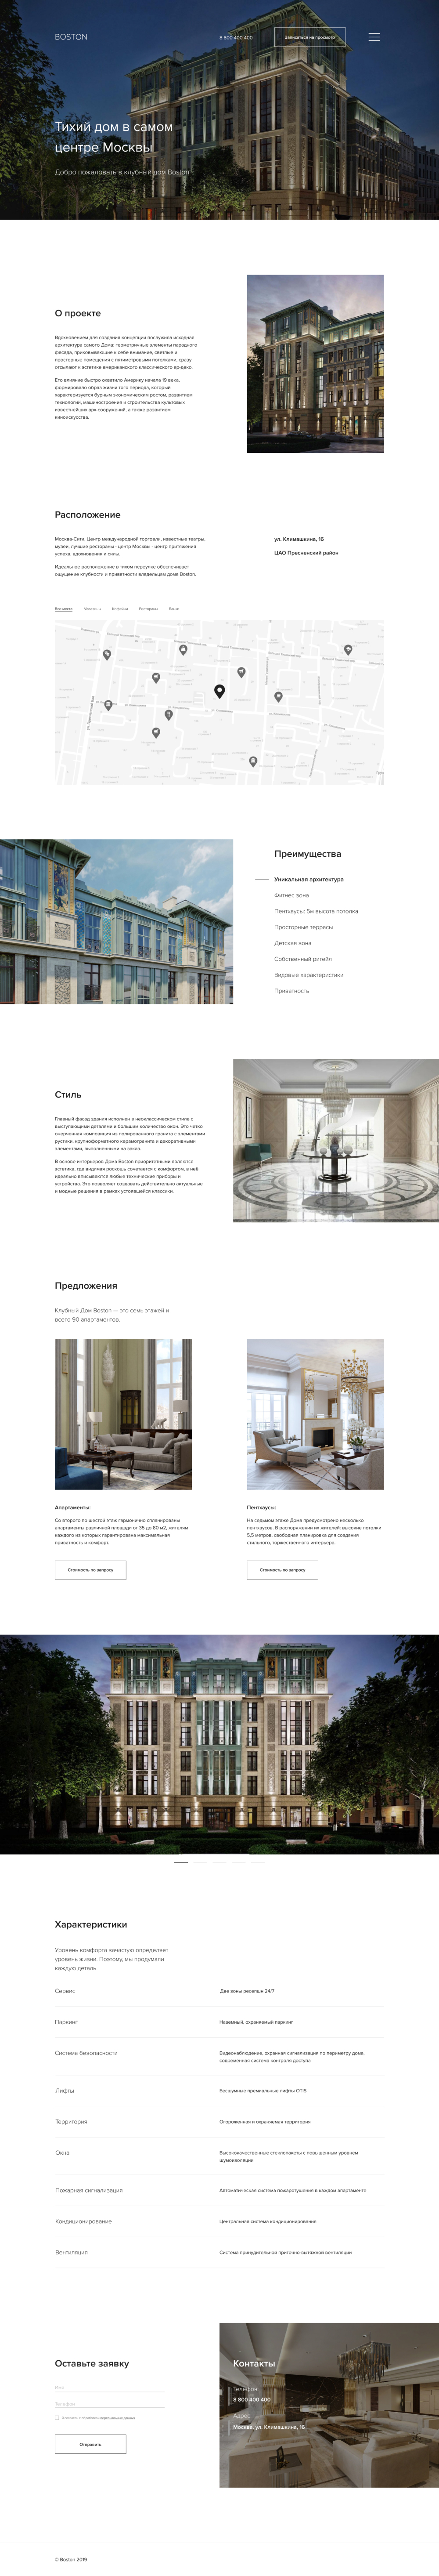 BOSTON
8 800 400 400
Записаться на просмотр
Тихий дом в самом
центре Москвы
Добро пожаловать в клубный дом Boston
О проекте
Вдохновением для создания концепции послужила исходная
архитектура самого Дома: геометричные элементы парадного
фасада, приковывающие к себе внимание, светлые и
просторные помещения с пятиметровыми потолками, сразу
отсылают к эстетике американского классического ар-деко.
Его влияние быстро охватило Америку начала 19 века,
формировало образ жизни того периода, который
характеризуется бурным экономическим ростом, развитием
технологий, машиностроения и строительства культовых
известнейших арх-сооружений, а также развитием
киноискусства.
Расположение
Москва-Сити, Центр международной торговли, известные театры,
музеи, лучшие рестораны - центр Москвы - центр притяжения
успеха, вдохновения и силы.
Идеальное расположение в тихом переулке обеспечивает
ощущение клубности и приватности владельцам дома Boston.
ул. Климашкина, 16
ЦАО Пресненский район
Все места
Магазины
Кофейни
Рестораны
Банки
Преимущества
Уникальная архитектура
Фитнес зона
Пентхаусы: 5м высота потолка
Просторные террасы
Детская зона
Собственный ритейл
Видовые характеристики
Приватность
Стиль
Главный фасад здания исполнен в неоклассическом стиле с
выступающими деталями и большим количество окон. Это четко
очерченная композиция из полированного гранита с элементами
рустики, крупноформатного керамогранита и декоративными
элементами, выполненными на заказ.
В основе интерьеров Дома Boston приоритетными являются
эстетика, где видимая роскошь сочетается с комфортом, в неё
идеально вписываются любые технические приборы и
устройства. Это позволяет создавать действительно актуальные
и модные решения в рамках устоявшейся классики.
Предложения
Клубный Дом Boston — это семь этажей и
всего 90 апартаментов.
Апартаменты:
Со второго по шестой этаж гармонично спланированы
апартаменты различной площади от 35 до 80 м2, жителям
каждого из которых гарантирована максимальная
приватность и комфорт.
Стоимость по запросу
Пентхаусы:
На седьмом этаже Дома предусмотрено несколько
пентхаусов. В распоряжении их жителей: высокие потолки
5,5 метров, свободная планировка для создания
стильного, торжественного интерьера.
Стоимость по запросу
Характеристики
Уровень комфорта зачастую определяет
уровень жизни. Поэтому, мы продумали
каждую деталь.
Сервис
Две зоны ресепшн 24/7
Паркинг
Наземный, охраняемый паркинг
Система безопасности
Видеонаблюдение, охранная сигнализация по периметру дома,
современная система контроля доступа
Лифты
Бесшумные премиальные лифты OTIS
Территория
Огороженная и охраняемая территория
Окна
Высококачественные стеклопакеты с повышенным уровнем
шумоизоляции
Пожарная сигнализация
Автоматическая система пожаротушения в каждом апартаменте
Кондиционирование
Центральная система кондиционирования
Вентиляция
Система принудительной приточно-вытяжной вентиляции
Оставьте заявку
Имя
Телефон
Я согласен с обработкой персональных данных
Отправить
Контакты
Телефон
8 800 400 400
Адрес
Москва, ул. Климашкина, 16
© Boston 2019